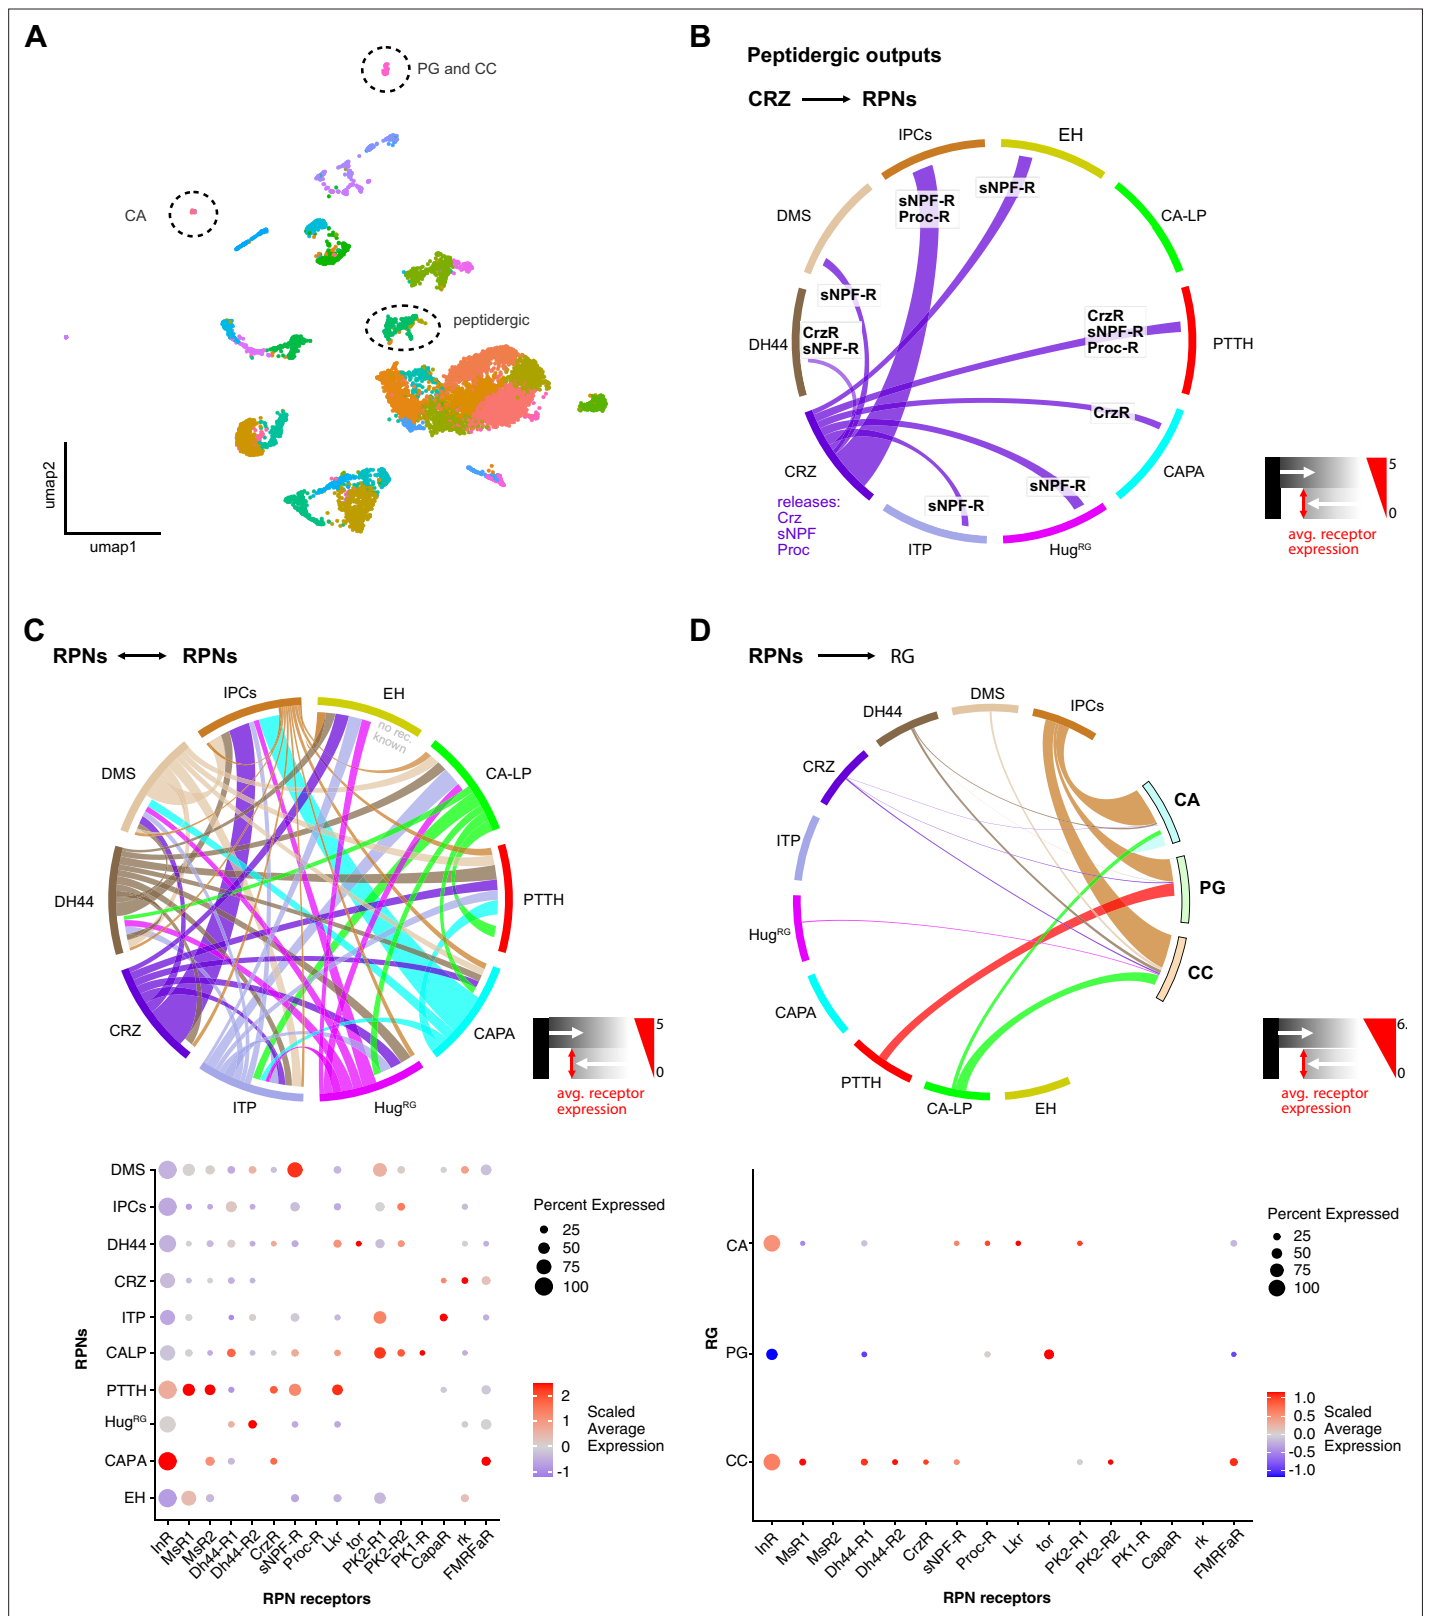 A
PG and CC
CA
peptidergic
umap2
umap1
B
Peptidergic outputs
CRZ RPNs
IPCs
EH
DMS
CA-LP
DH44
PTTH
CRZ
CAPA
ITP
HugRG
sNPF-R
sNPF-R
Proc-R
sNPF-R
CrzR
sNPF-R
CrzR
sNPF-R
Proc-R
CrzR
sNPF-R
sNPF-R
releases:
Crz
sNPF
Proc
5
0
avg. receptor
expression
C
RPNs RPNs
IPCs
EH
no rec.
known
DMS
CA-LP
DH44
PTTH
CRZ
CAPA
ITP
HugRG
5
0
avg. receptor
expression
DMS
IPCs
DH44
CRZ
ITP
CALP
PTTH
HugRG
CAPA
EH
RPNs
InR
MsR1
MsR2
Dh44-R1
Dh44-R2
CrzR
sNPF-R
Proc-R
Lkr
tor
PK2-R1
PK2-R2
PK1-R
CapaR
rk
FMRFaR
RPN receptors
Percent Expressed
25
50
75
100
2
1
0
-1
Scaled
Average
Expression
D
RPNs RG
DMS
IPCs
DH44
CRZ
CA
ITP
PG
HugRG
CC
CAPA
PTTH
CA-LP
EH
6.
0
avg. receptor
expression
CA
PG
CC
RG
InR
MsR1
MsR2
Dh44-R1
Dh44-R2
CrzR
sNPF-R
Proc-R
Lkr
tor
PK2-R1
PK2-R2
PK1-R
CapaR
rk
FMRFaR
RPN receptors
Percent Expressed
25
50
75
100
1.0
0.5
0.0
-0.5
-1.0
Scaled
Average
Expression